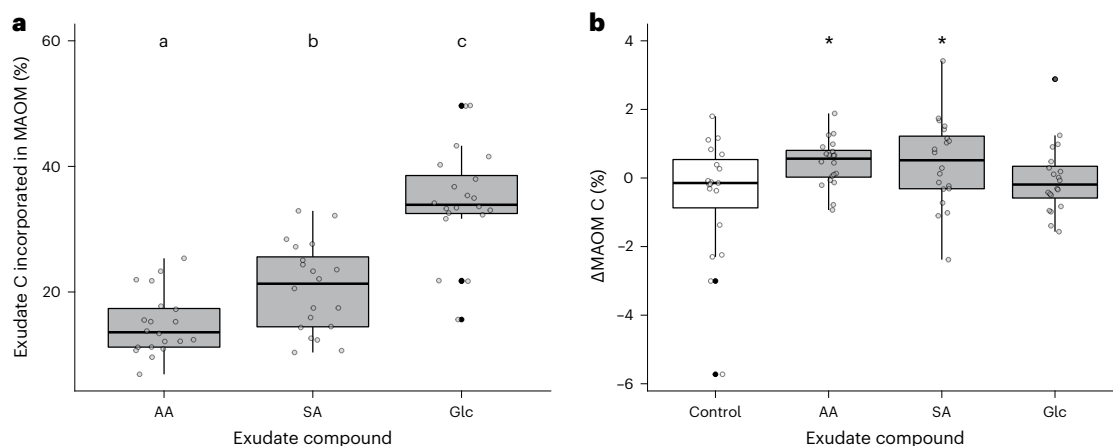 a
Exudate C incorporated in MAOM (%)
60
40
20
a b c
AA SA Glc
Exudate compound
b
ΔMAOM C (%)
4
2
0
–2
–4
–6
* *
Control AA SA Glc
Exudate compound